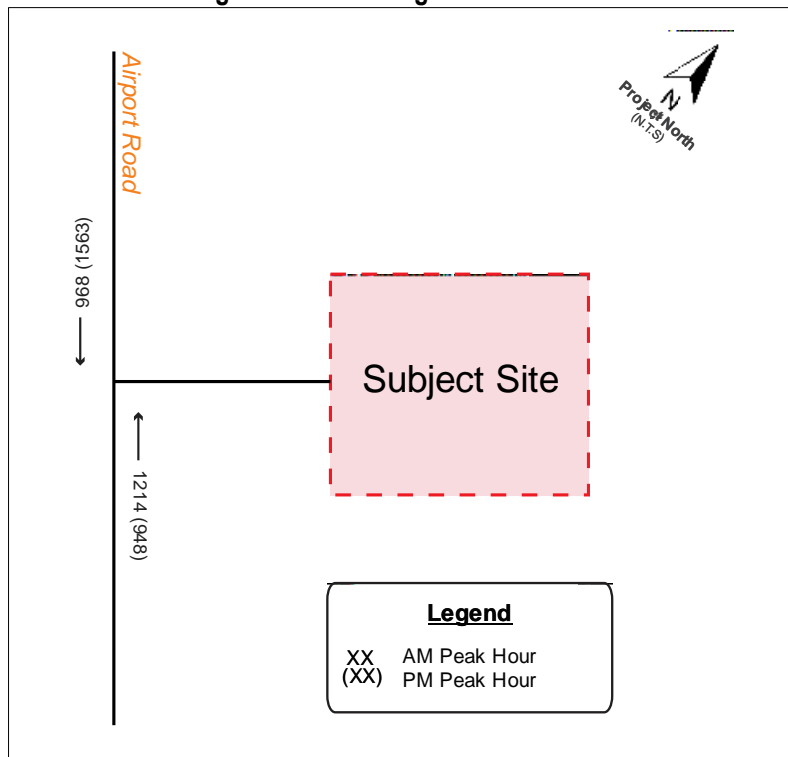 Airport Road
N
Project North
(N.T.S)
968 (1563)
Subject Site
1214 (948)
Legend
XX AM Peak Hour
(XX) PM Peak Hour